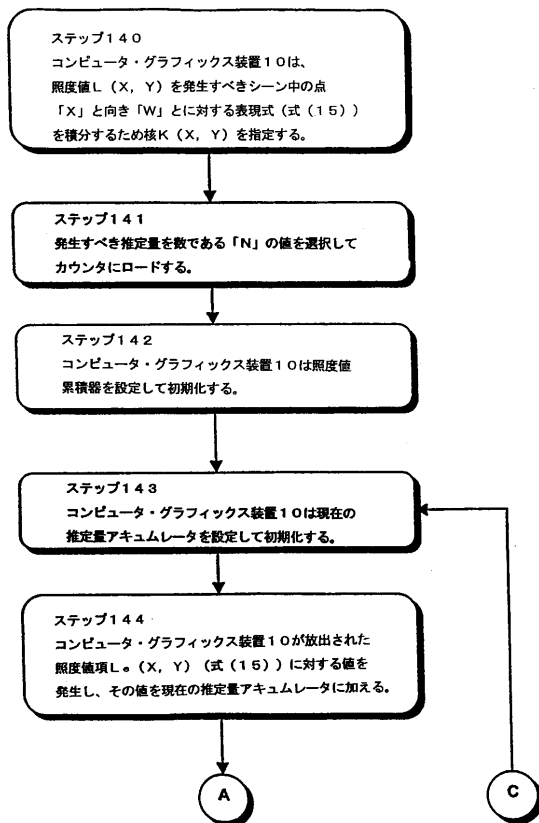 ステップ140
コンピュータ・グラフィックス装置10は、
照度値L(X,Y)を発生すべきシーン中の点
「X」と向き「W」とに対する表現式(式(15))
を積分するため核K(X,Y)を指定する。
ステップ141
発生すべき推定量を数である「N」の値を選択して
カウンタにロードする。
ステップ142
コンピュータ・グラフィックス装置10は照度値
累積器を設定して初期化する。
ステップ143
コンピュータ・グラフィックス装置10は現在の
推定量アキュムレータを設定して初期化する。
ステップ144
コンピュータ・グラフィックス装置10が放出された
照度値項Lₑ(X,Y)(式(15))に対する値を
発生し、その値を現在の推定量アキュムレータに加える。
A
C